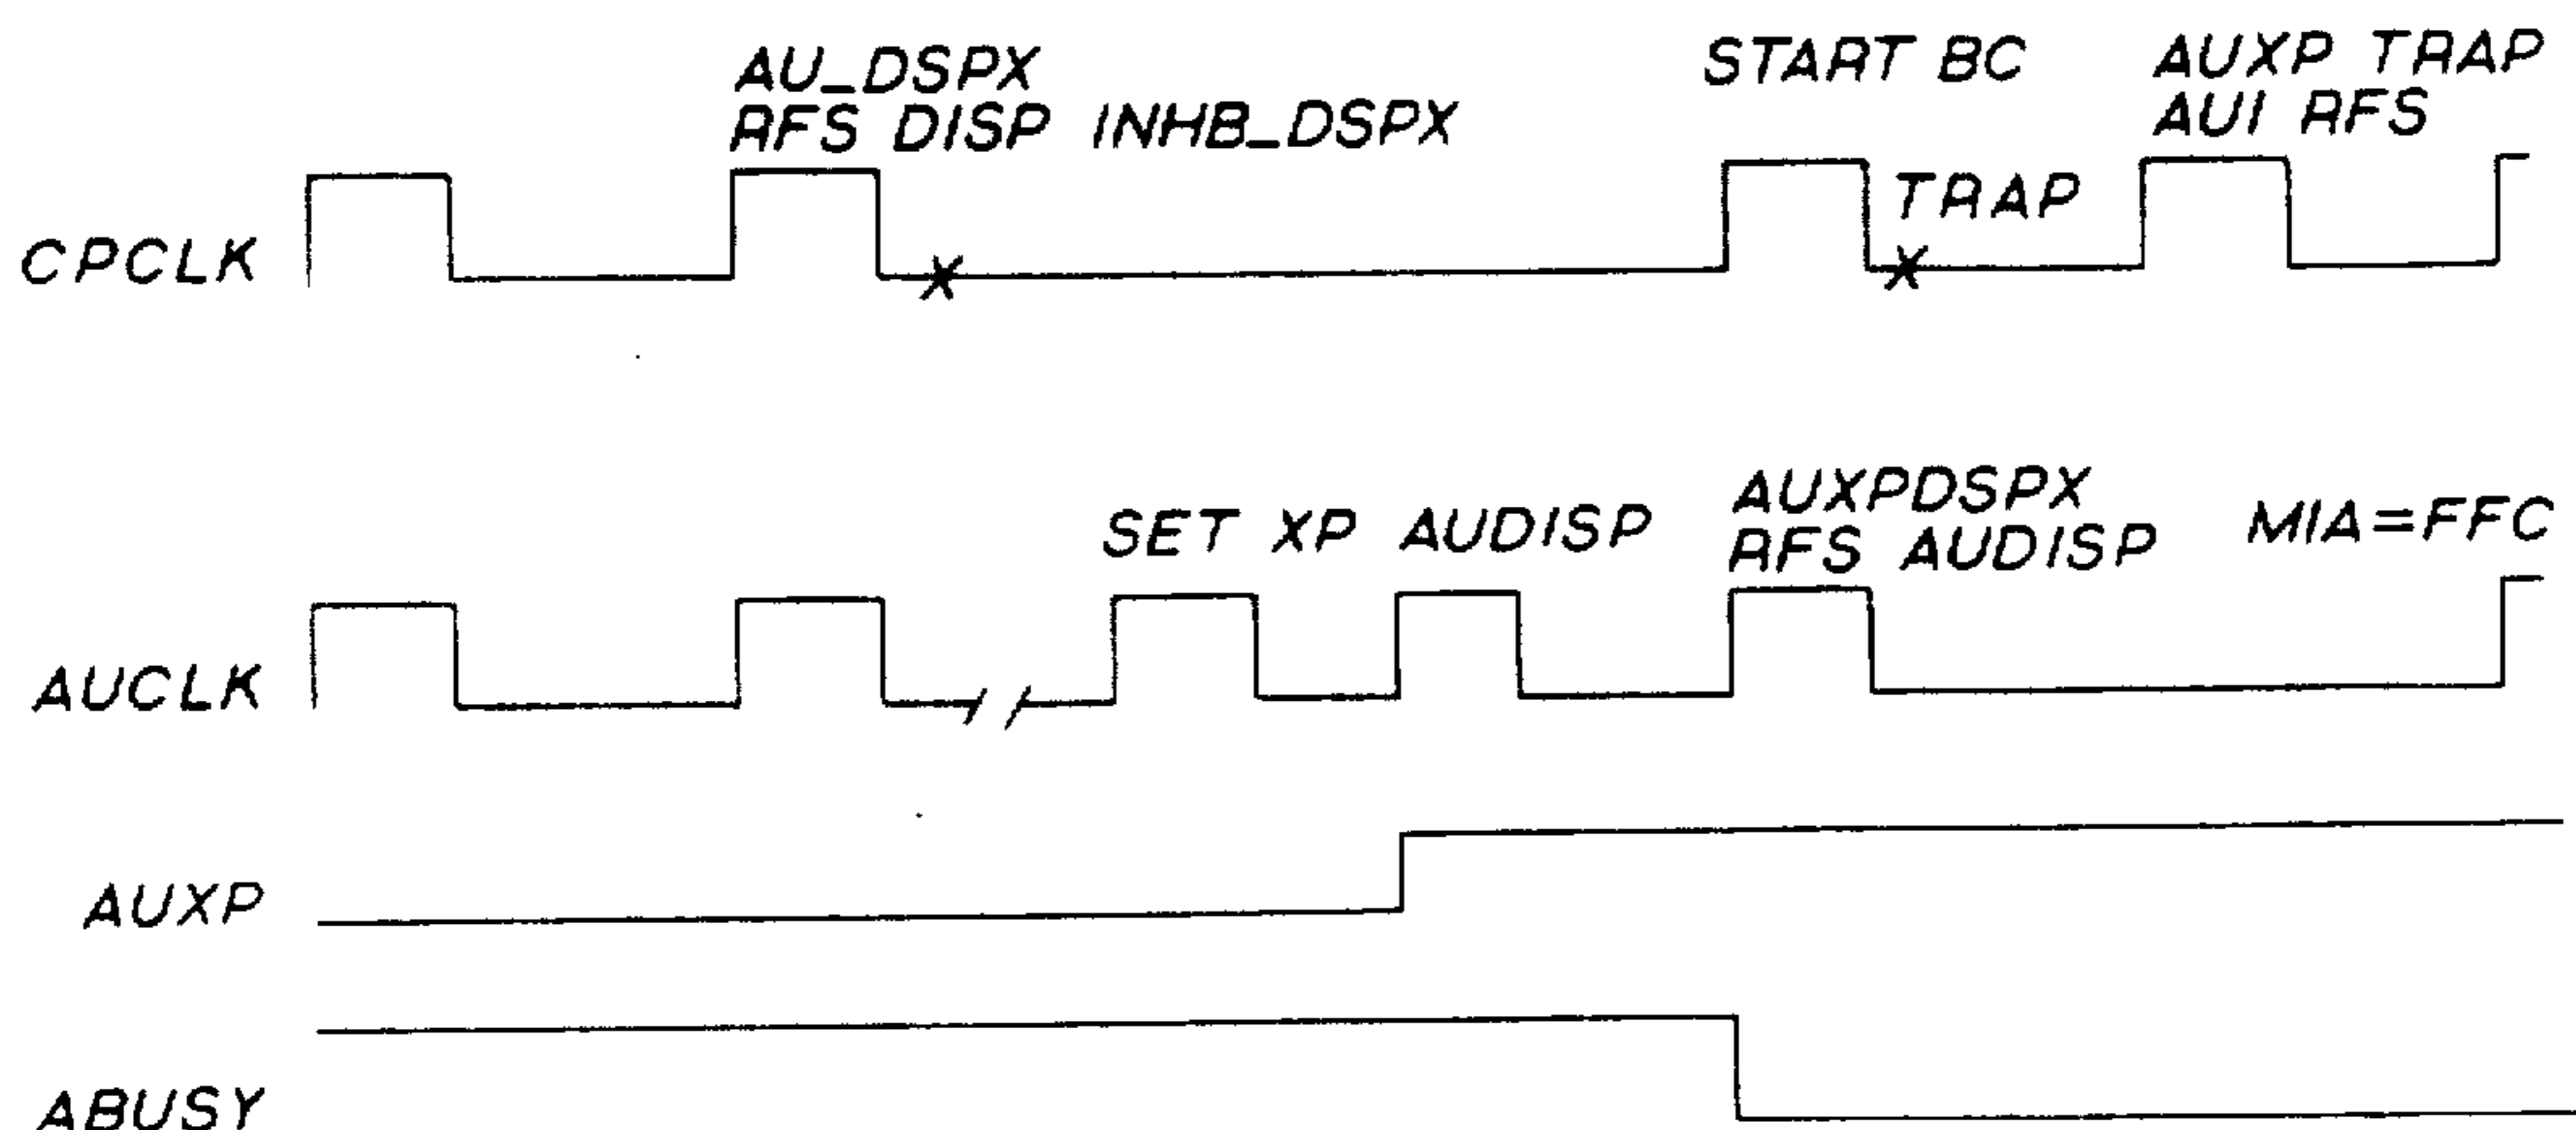 AU_DSPX
RFS DISP INHB_DSPX
START BC
AUXP TRAP
AUI RFS
TRAP
CPCLK
X
X
SET XP AUDISP
AUXPDSPX
RFS AUDISP
MIA=FFC
AUCLK
AUXP
ABUSY